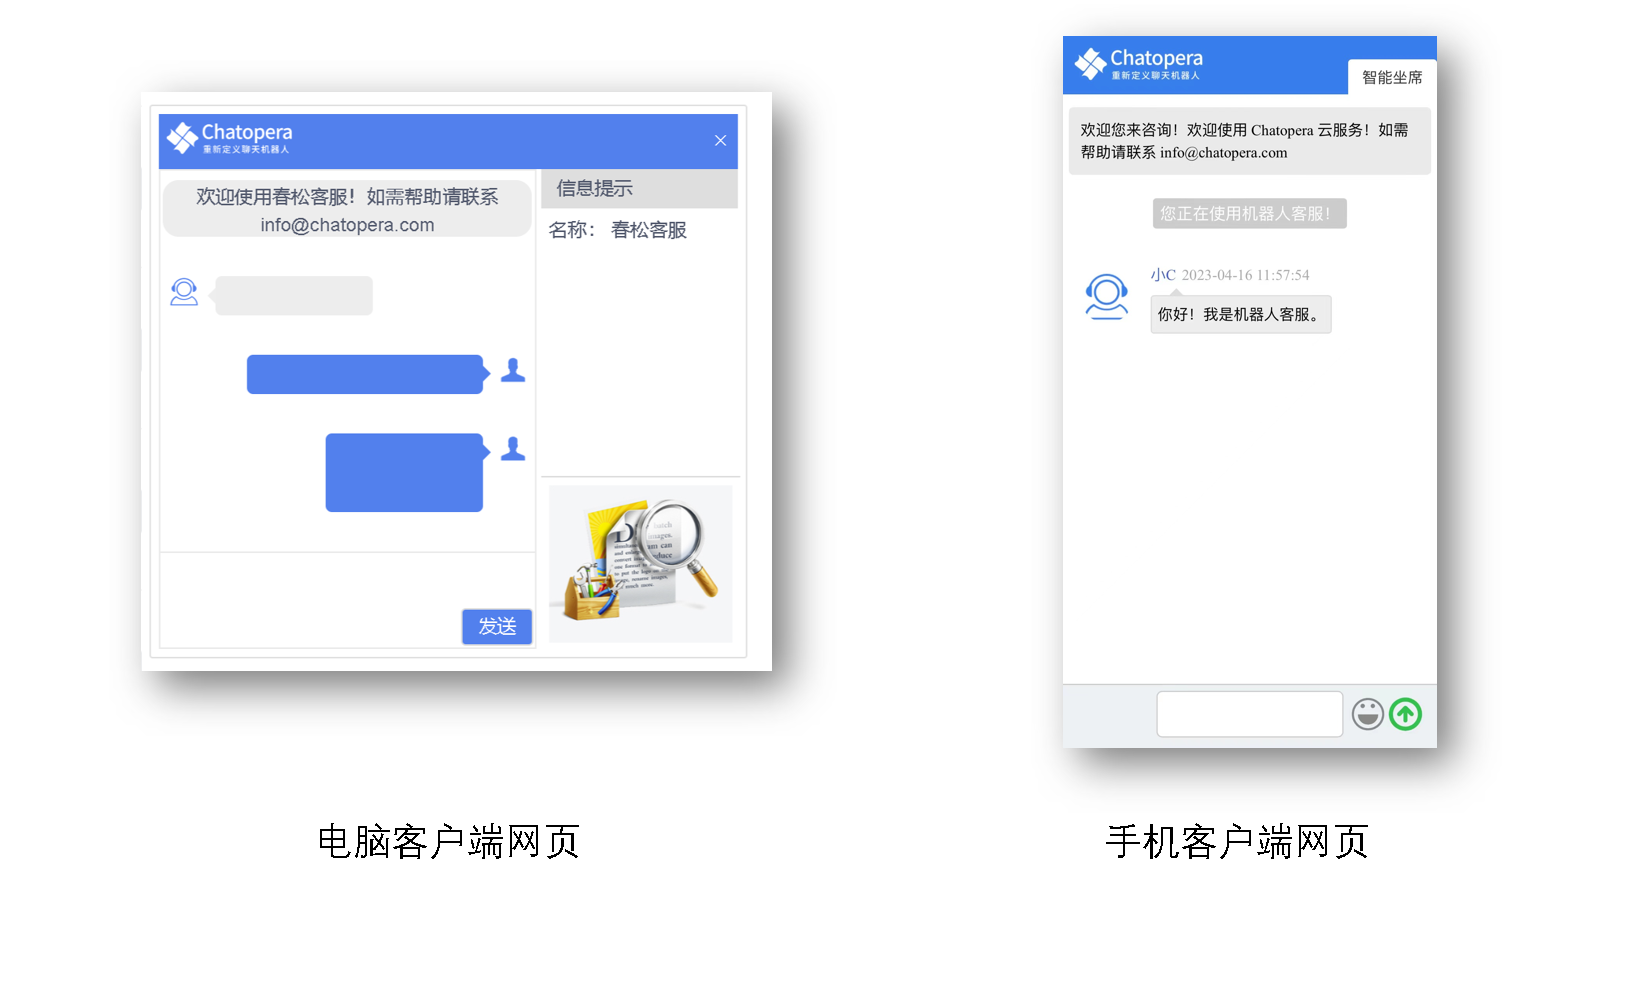 Chatopera
重新定义聊天机器人
欢迎使用春松客服！如需帮助请联系
info@chatopera.com
信息提示
名称： 春松客服
发送
电脑客户端网页
Chatopera
重新定义聊天机器人
智能坐席
欢迎您来咨询！欢迎使用 Chatopera 云服务！如需
帮助请联系 info@chatopera.com
您正在使用机器人客服！
小C 2023-04-16 11:57:54
你好！我是机器人客服。
手机客户端网页